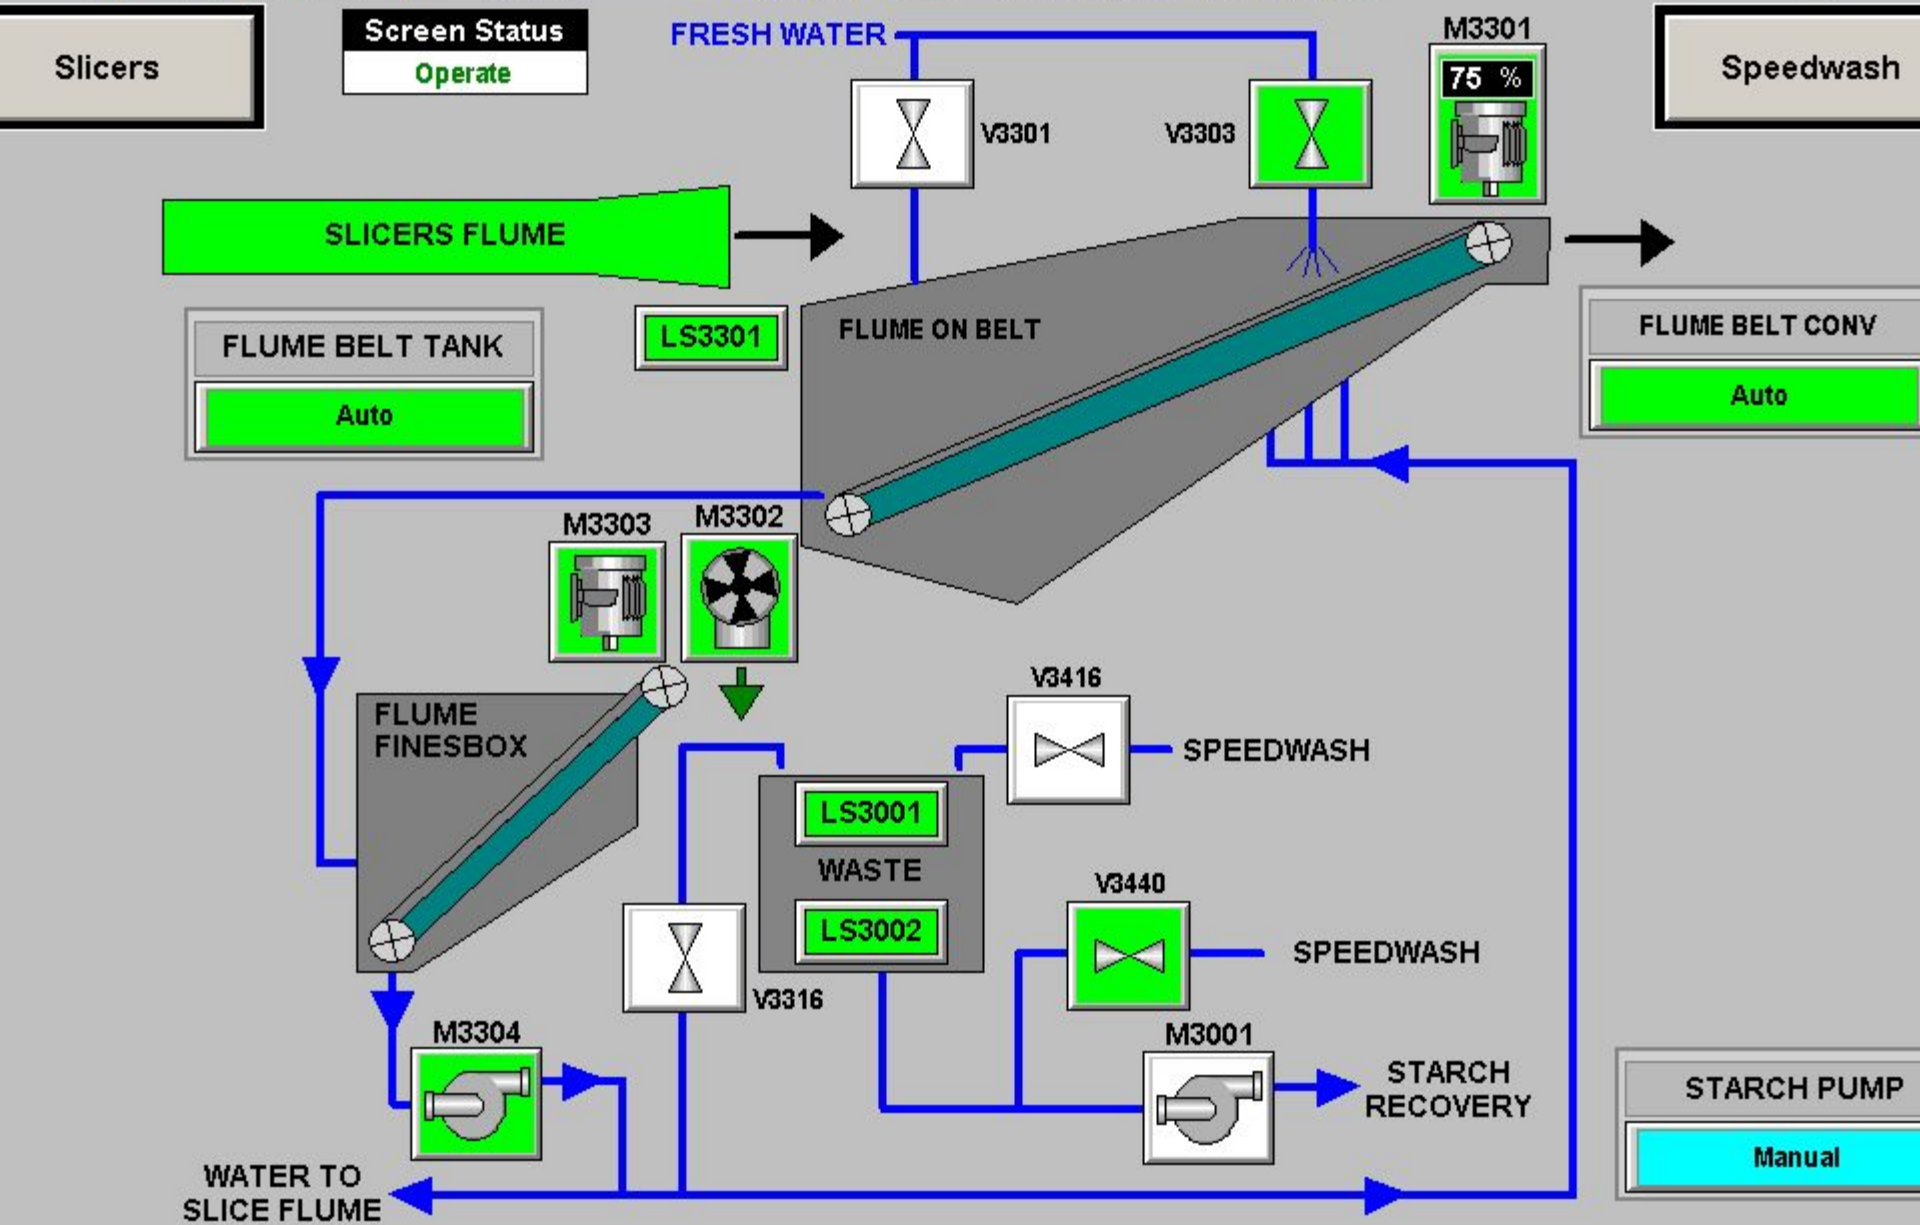 Slicers
Screen Status
Operate
FRESH WATER
M3301
75 %
Speedwash
V3301
V3303
SLICERS FLUME
LS3301
FLUME ON BELT
FLUME BELT TANK
Auto
FLUME BELT CONV
Auto
M3303
M3302
FLUME
FINESBOX
V3416
SPEEDWASH
LS3001
WASTE
LS3002
V3440
SPEEDWASH
V3316
M3304
M3001
STARCH
RECOVERY
STARCH PUMP
Manual
WATER TO
SLICE FLUME